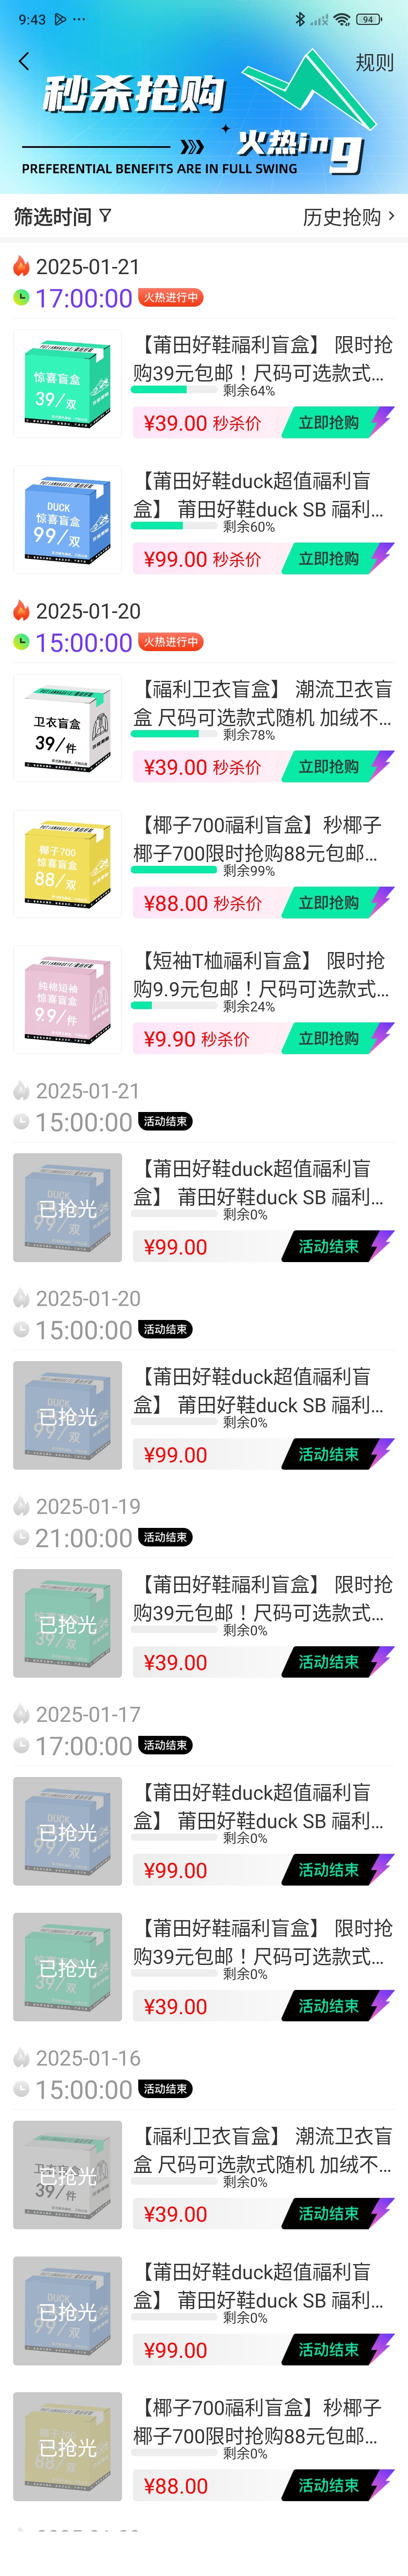 9:43
94
规则
秒杀抢购
火热ing
PREFERENTIAL BENEFITS ARE IN FULL SWING
筛选时间
历史抢购
2025-01-21
17:00:00 火热进行中
惊喜盲盒
39/双
【莆田好鞋福利盲盒】 限时抢
购39元包邮！尺码可选款式...
剩余64%
¥39.00 秒杀价 立即抢购
DUCK
惊喜盲盒
99/双
【莆田好鞋duck超值福利盲
盒】 莆田好鞋duck SB 福利...
剩余60%
¥99.00 秒杀价 立即抢购
2025-01-20
15:00:00 火热进行中
卫衣盲盒
39/件
【福利卫衣盲盒】 潮流卫衣盲
盒 尺码可选款式随机 加绒不...
剩余78%
¥39.00 秒杀价 立即抢购
椰子700
惊喜盲盒
88/双
【椰子700福利盲盒】秒椰子
椰子700限时抢购88元包邮...
剩余99%
¥88.00 秒杀价 立即抢购
纯棉短袖
惊喜盲盒
9.9/件
【短袖T桖福利盲盒】 限时抢
购9.9元包邮！尺码可选款式...
剩余24%
¥9.90 秒杀价 立即抢购
2025-01-21
15:00:00 活动结束
DUCK
已抢光
99/双
【莆田好鞋duck超值福利盲
盒】 莆田好鞋duck SB 福利...
剩余0%
¥99.00 活动结束
2025-01-20
15:00:00 活动结束
DUCK
已抢光
99/双
【莆田好鞋duck超值福利盲
盒】 莆田好鞋duck SB 福利...
剩余0%
¥99.00 活动结束
2025-01-19
21:00:00 活动结束
已抢光
39/双
【莆田好鞋福利盲盒】 限时抢
购39元包邮！尺码可选款式...
剩余0%
¥39.00 活动结束
2025-01-17
17:00:00 活动结束
DUCK
已抢光
99/双
【莆田好鞋duck超值福利盲
盒】 莆田好鞋duck SB 福利...
剩余0%
¥99.00 活动结束
已抢光
39/双
【莆田好鞋福利盲盒】 限时抢
购39元包邮！尺码可选款式...
剩余0%
¥39.00 活动结束
2025-01-16
15:00:00 活动结束
已抢光
39/件
【福利卫衣盲盒】 潮流卫衣盲
盒 尺码可选款式随机 加绒不...
剩余0%
¥39.00 活动结束
DUCK
已抢光
99/双
【莆田好鞋duck超值福利盲
盒】 莆田好鞋duck SB 福利...
剩余0%
¥99.00 活动结束
椰子700
已抢光
88/双
【椰子700福利盲盒】秒椰子
椰子700限时抢购88元包邮...
剩余0%
¥88.00 活动结束